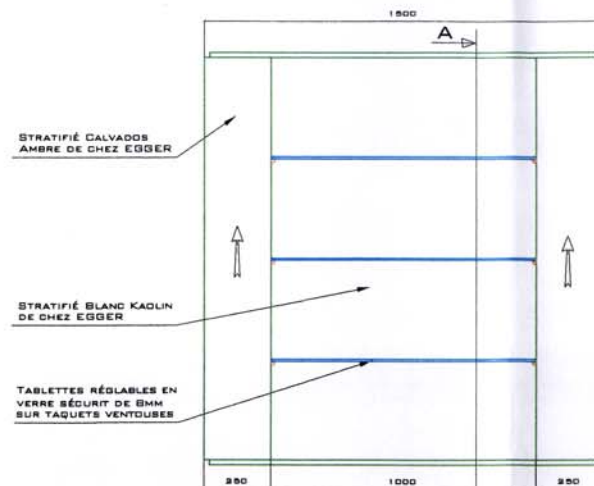 1500
A
STRATIFIÉ CALVADOS
AMBRE DE CHEZ EGGER
STRATIFIÉ BLANC KAOLIN
DE CHEZ EGGER
TABLETTES RÉGLABLES EN
VERRE SÉCURIT DE 8MM
SUR TAQUETS VENTOUSES
250 1000 250